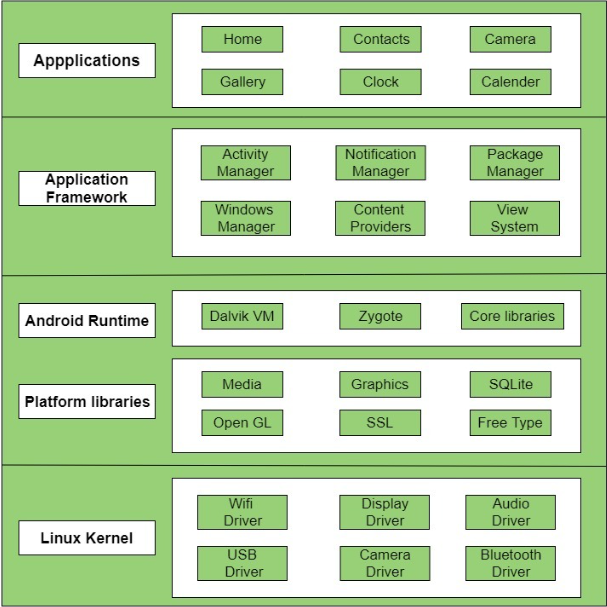 Appplications
Home
Contacts
Camera
Gallery
Clock
Calender
Application
Framework
Activity
Manager
Notification
Manager
Package
Manager
Windows
Manager
Content
Providers
View
System
Android Runtime
Dalvik VM
Zygote
Core libraries
Platform libraries
Media
Graphics
SQLite
Open GL
SSL
Free Type
Linux Kernel
Wifi
Driver
Display
Driver
Audio
Driver
USB
Driver
Camera
Driver
Bluetooth
Driver